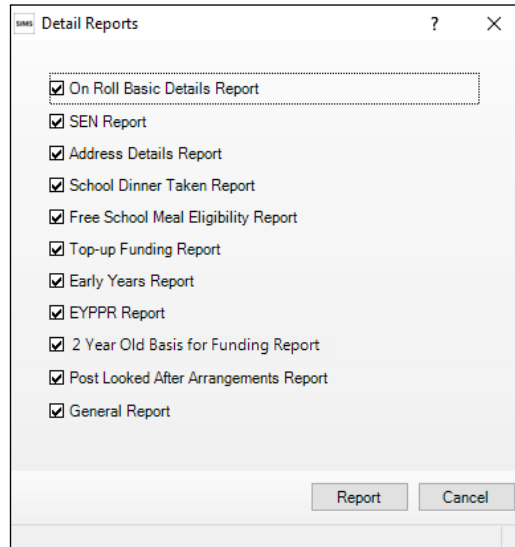 SIMS Detail Reports ?
On Roll Basic Details Report
SEN Report
Address Details Report
School Dinner Taken Report
Free School Meal Eligibility Report
Top-up Funding Report
Early Years Report
EYPPR Report
2 Year Old Basis for Funding Report
Post Looked After Arrangements Report
General Report
Report Cancel